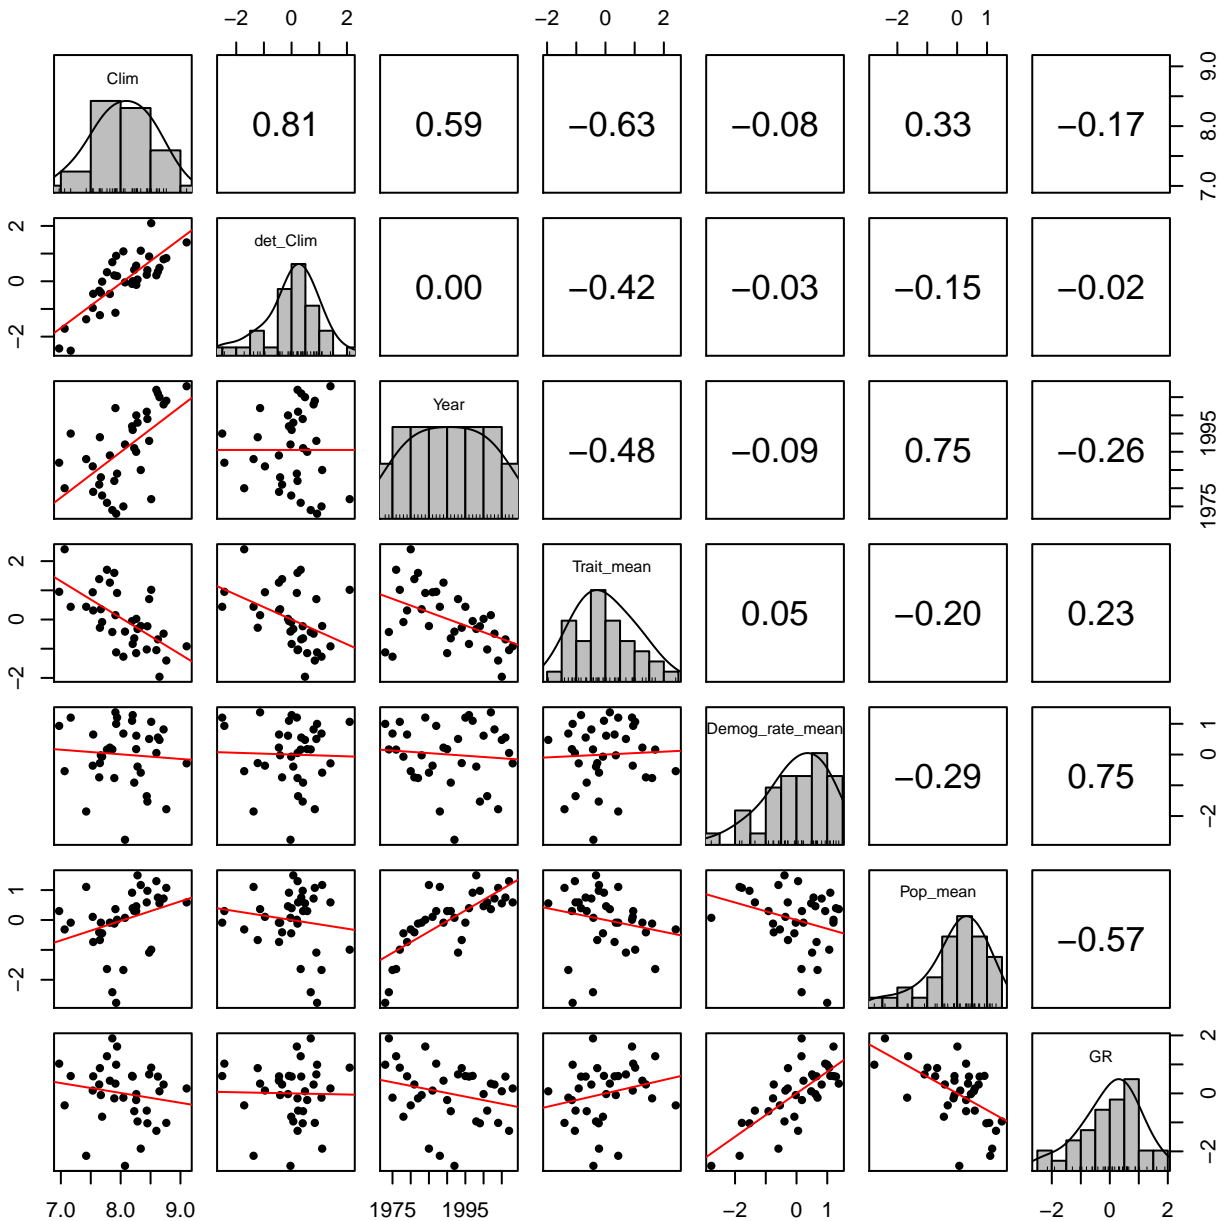 −2 0 2 −2 0 2 −2 0 1
Clim 0.81 0.59 −0.63 −0.08 0.33 −0.17 7.0 8.0 9.0
−2 0 2 det_Clim 0.00 −0.42 −0.03 −0.15 −0.02
Year −0.48 −0.09 0.75 −0.26 1975 1995
−2 0 2 Trait_mean 0.05 −0.20 0.23
Demog_rate_mean −0.29 0.75 −2 0 1
−2 0 1 Pop_mean −0.57
GR −2 0 2
7.0 8.0 9.0 1975 1995 −2 0 1 −2 0 2